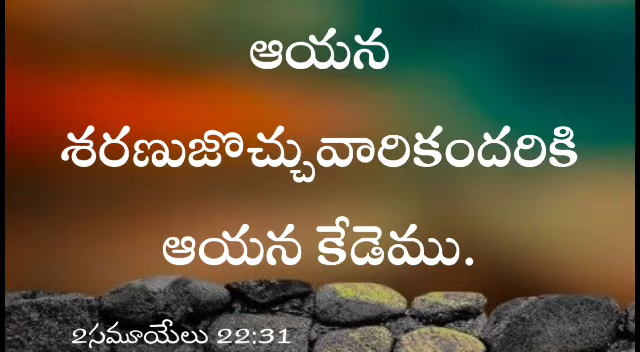 ఆయన
శరణుజొచ్చువారికందరికి
ఆయన కేడెము.
2సమూయేలు 22:31